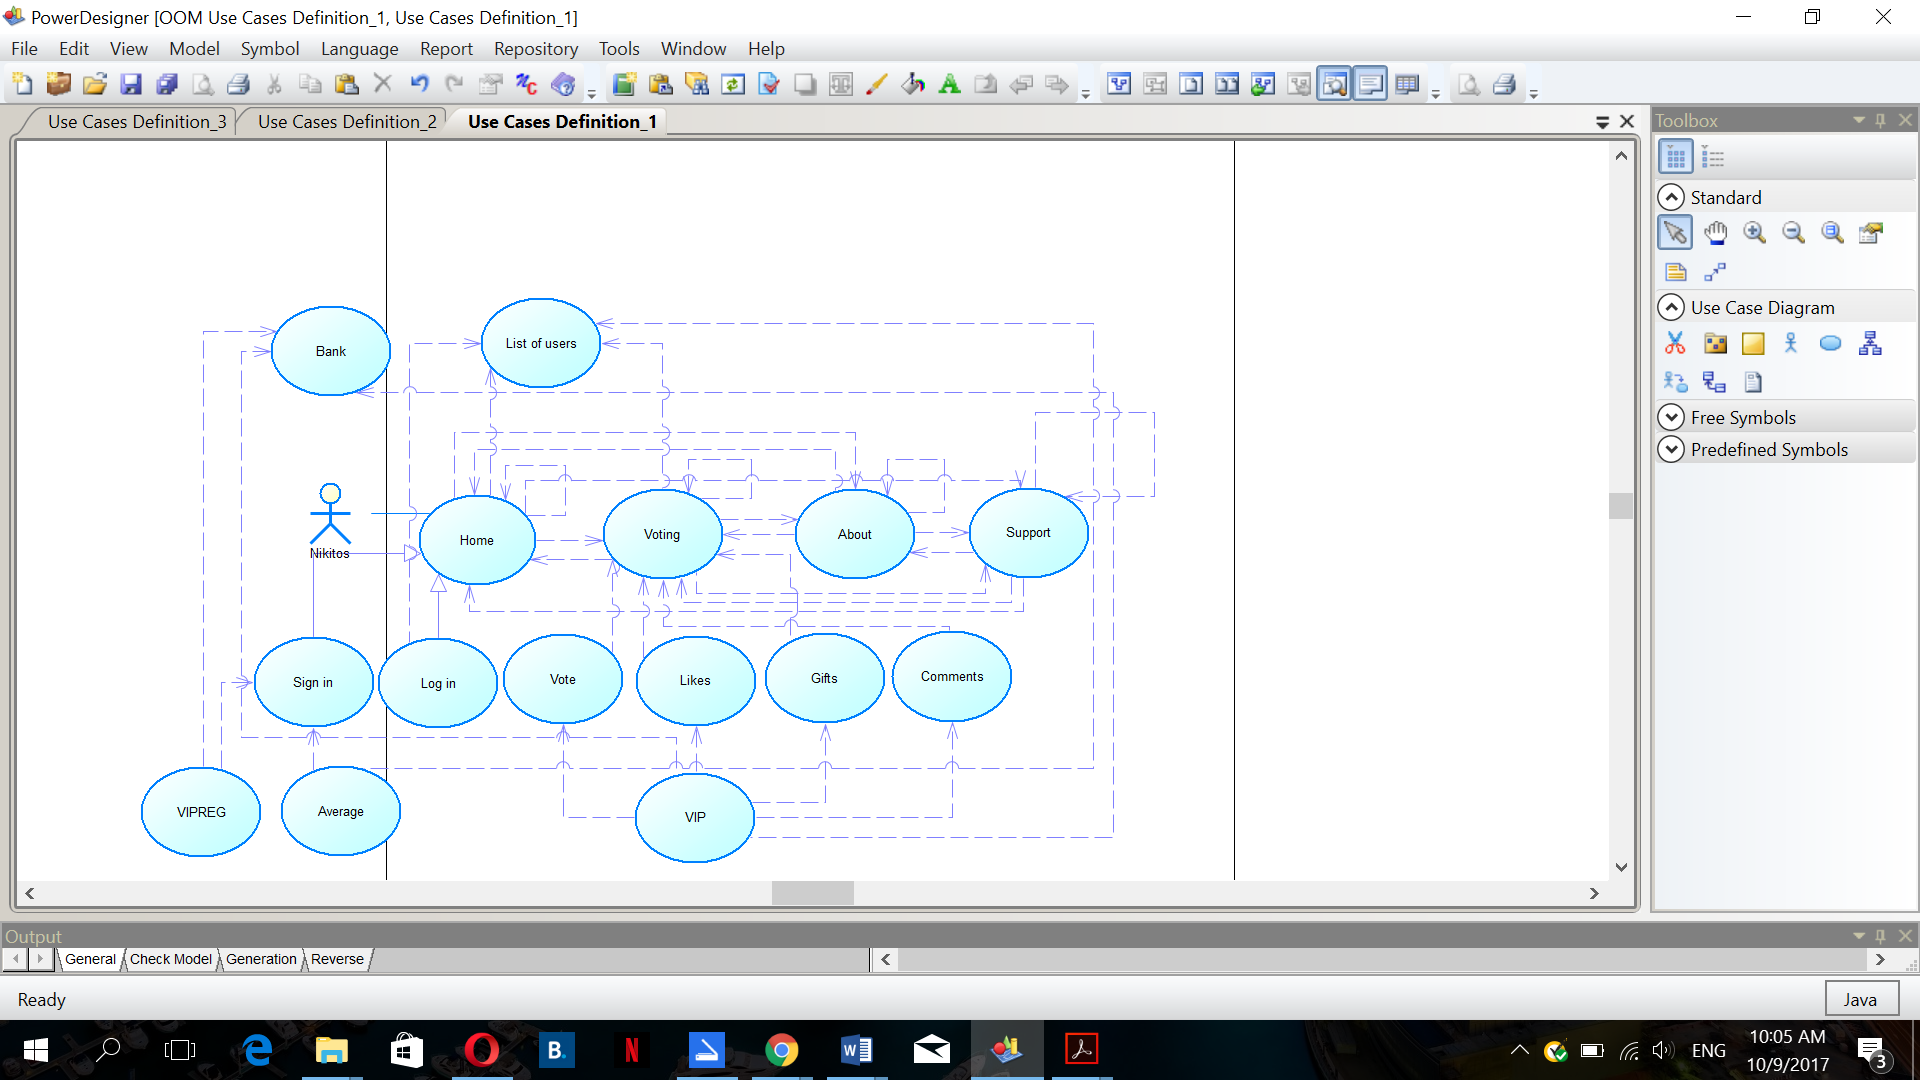 PowerDesigner [OOM Use Cases Definition_1, Use Cases Definition_1]
File Edit View Model Symbol Language Report Repository Tools Window Help
Use Cases Definition_3 Use Cases Definition_2 Use Cases Definition_1
Toolbox
Standard
Use Case Diagram
Free Symbols
Predefined Symbols
Bank
List of users
Nikitos
Home
Voting
About
Support
Sign in
Log in
Vote
Likes
Gifts
Comments
VIPREG
Average
VIP
Output
General Check Model Generation Reverse
Ready
Java
B.
N
W
ENG
10:05 AM
10/9/2017
3